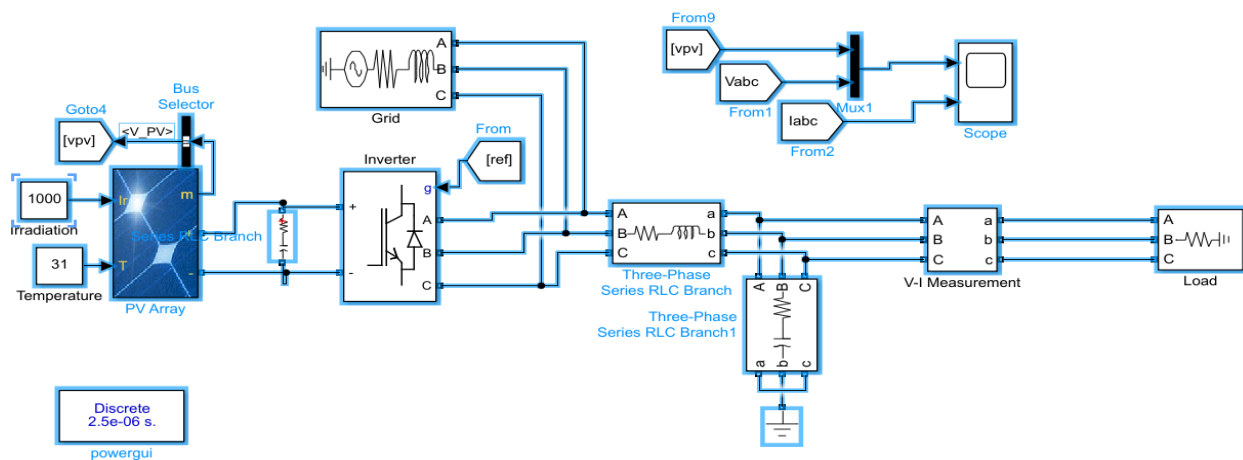 From9
[vpv]
Vabc
From1
Mux1
Iabc
From2
Scope
A
B
C
Grid
Bus
Selector
Goto4
<V_PV>
[vpv]
From
[ref]
Inverter
g
+
-
A
B
C
1000
Irradiation
31
Temperature
Ir
T
m
+
-
PV Array
Series RLC Branch
A
B
C
a
b
c
Three-Phase
Series RLC Branch
Three-Phase
Series RLC Branch1
A
B
C
a
b
c
A
B
C
a
b
c
V-I Measurement
A
B
C
Load
Discrete
2.5e-06 s.
powergui